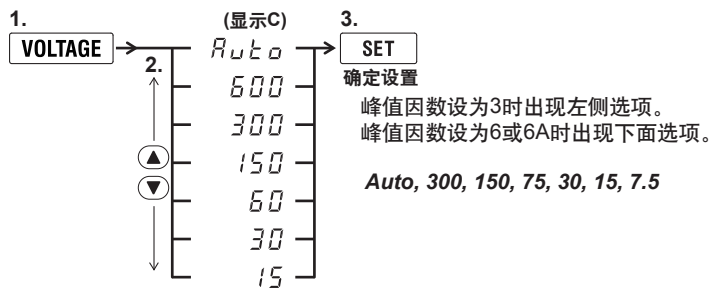 1.
VOLTAGE
2.
(显示C)
Auto
600
300
150
60
30
15
3.
SET
确定设置
峰值因数设为3时出现左侧选项。
峰值因数设为6或6A时出现下面选项。
Auto, 300, 150, 75, 30, 15, 7.5